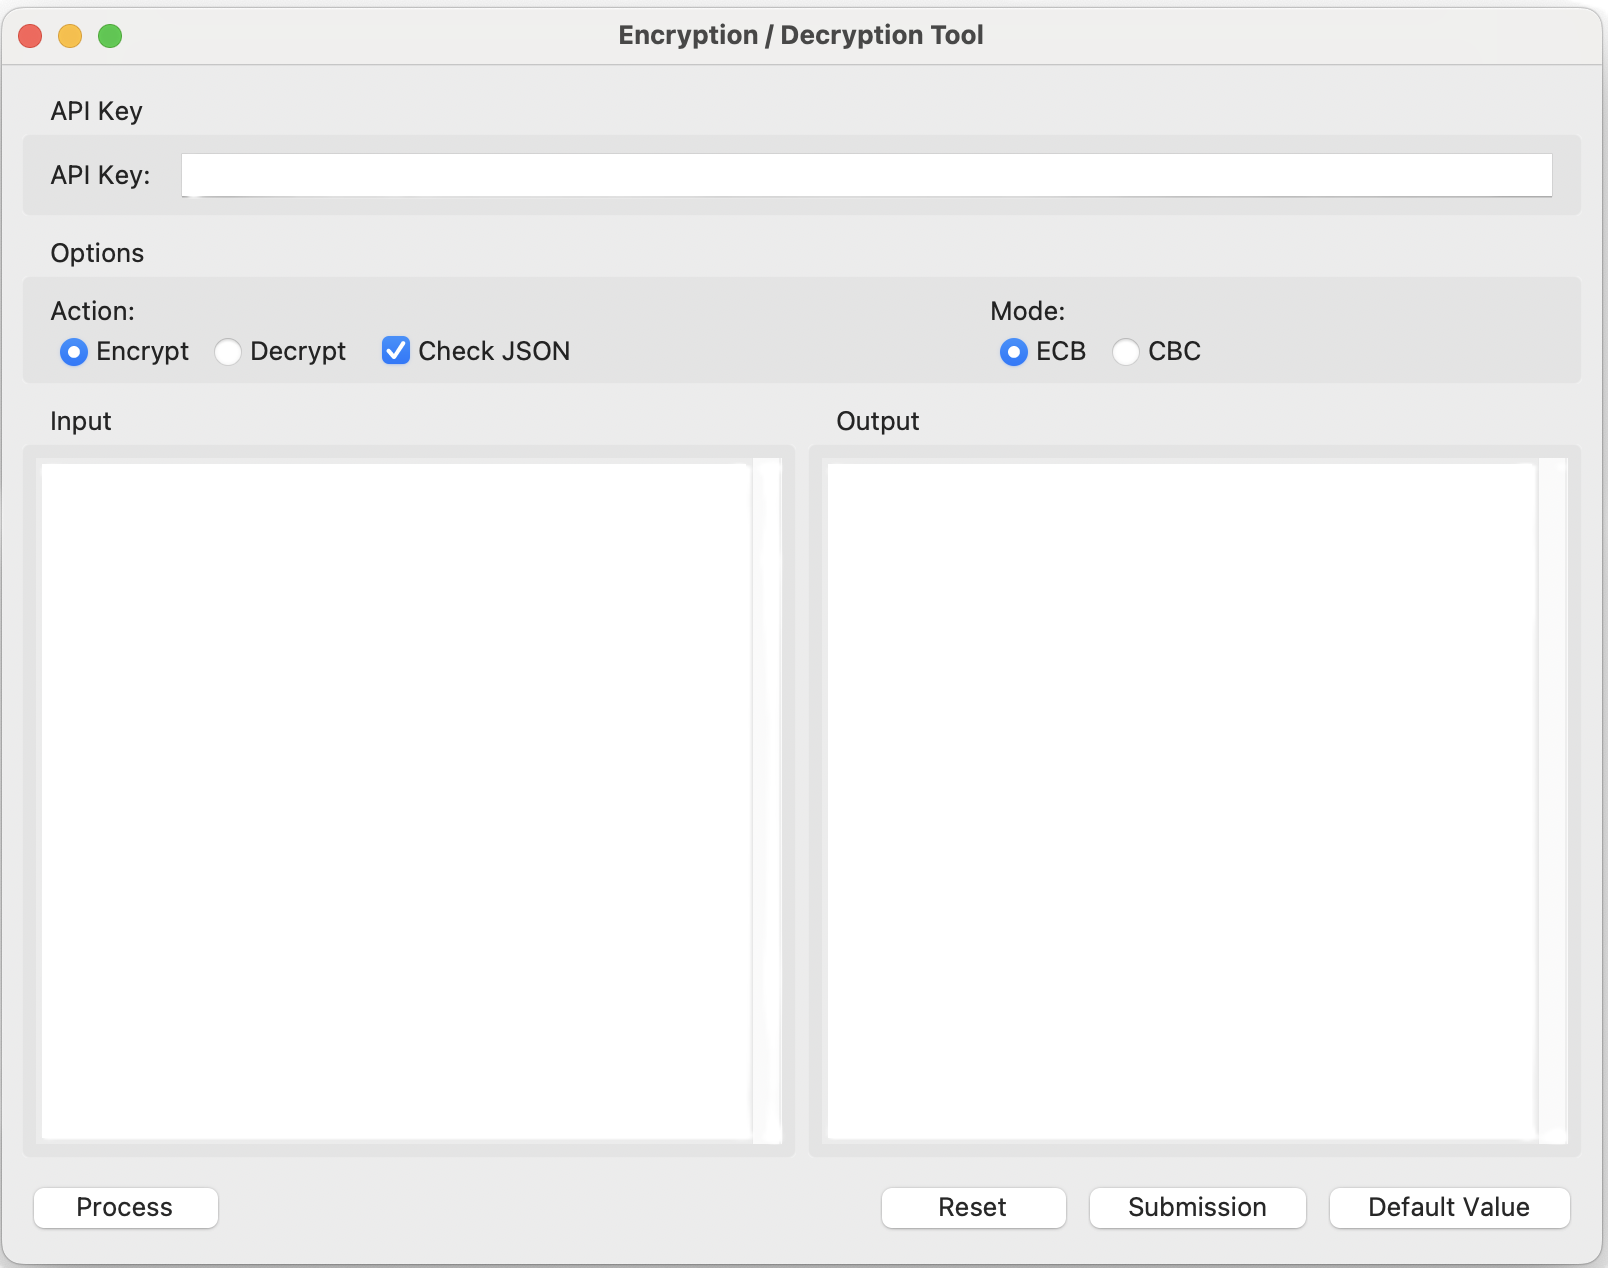 Encryption / Decryption Tool
API Key
API Key:
Options
Action:
Mode:
Encrypt Decrypt Check JSON
ECB CBC
Input
Output
Process
Reset
Submission
Default Value